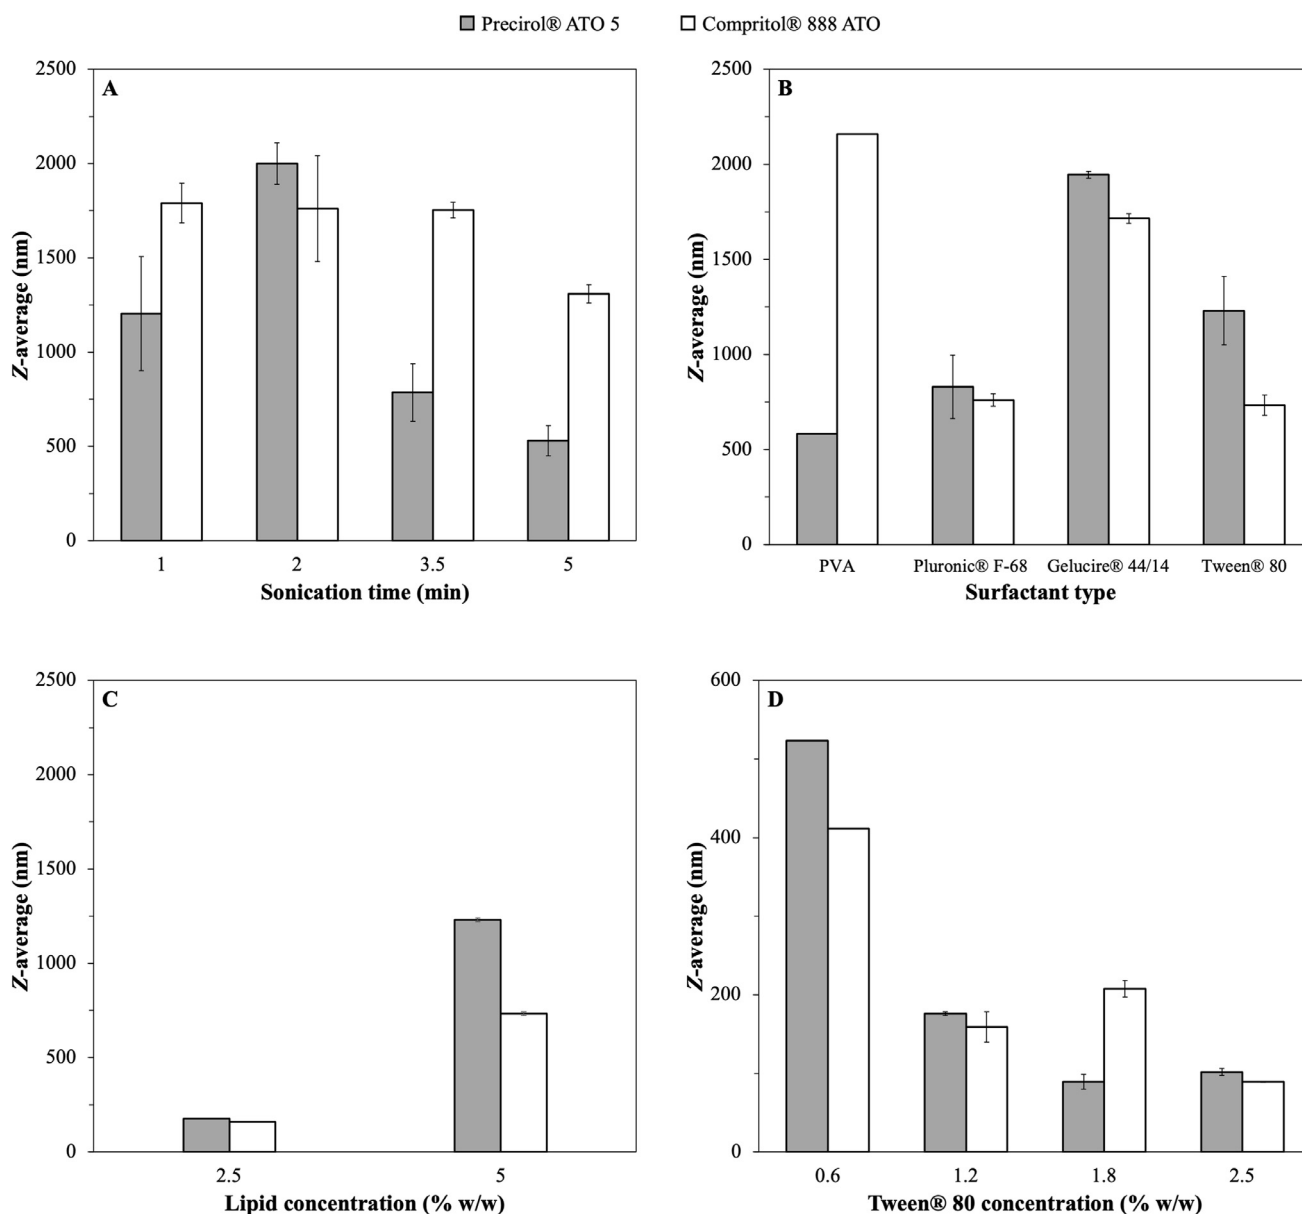 Precirol® ATO 5 Compritol® 888 ATO
A
2500
2000
1500
1000
500
0
Z-average (nm)
1 2 3.5 5
Sonication time (min)
B
2500
2000
1500
1000
500
0
Z-average (nm)
PVA Pluronic® F-68 Gelucire® 44/14 Tween® 80
Surfactant type
C
2500
2000
1500
1000
500
0
Z-average (nm)
2.5 5
Lipid concentration (% w/w)
D
600
400
200
0
Z-average (nm)
0.6 1.2 1.8 2.5
Tween® 80 concentration (% w/w)